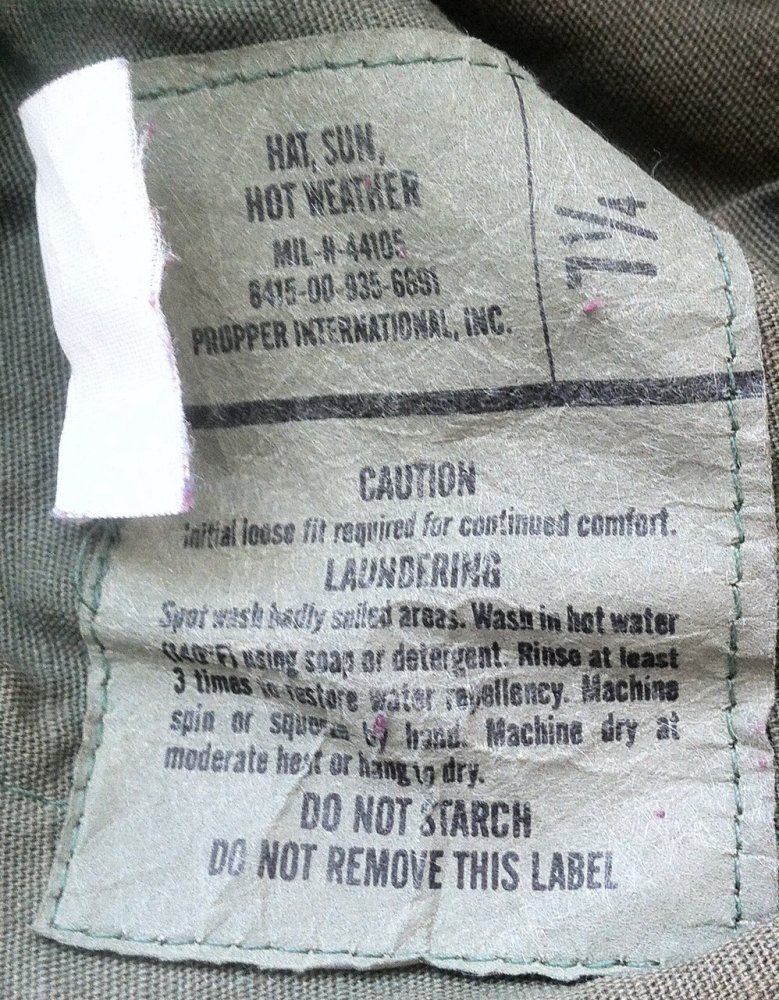 HAT, SUN,
HOT WEATHER
MIL-H-44105
8415-00-935-6691
PROPPER INTERNATIONAL, INC.
7 1/4
CAUTION
Initial loose fit required for continued comfort.
LAUNDERING
Spot wash badly soiled areas. Wash in hot water
(140°F) using soap or detergent. Rinse at least
3 times to restore water repellency. Machine
spin or squeeze by hand. Machine dry at
moderate heat or hang to dry.
DO NOT STARCH
DO NOT REMOVE THIS LABEL